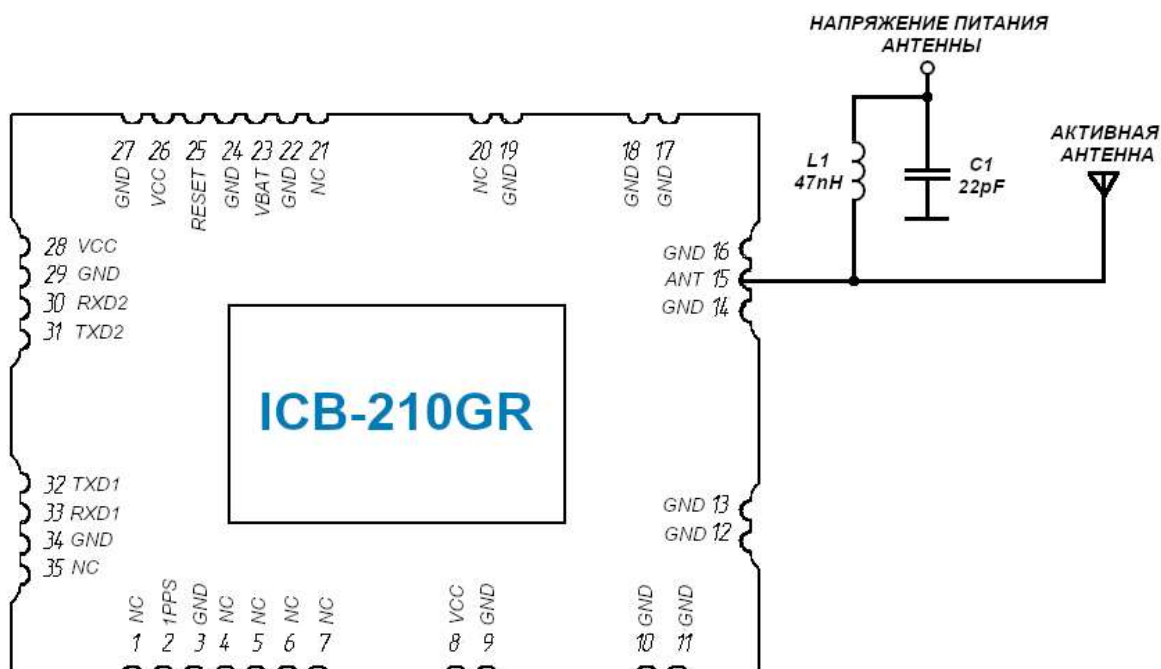 НАПРЯЖЕНИЕ ПИТАНИЯ
АНТЕННЫ
АКТИВНАЯ
АНТЕННА
L1
47nH
C1
22pF
27 GND
26 VCC
25 RESET
24 GND
23 VBAT
22 GND
21 NC
20 NC
19 GND
18 GND
17 GND
28 VCC
29 GND
30 RXD2
31 TXD2
GND 16
ANT 15
GND 14
ICB-210GR
32 TXD1
33 RXD1
34 GND
35 NC
GND 13
GND 12
NC 1
1PPS 2
GND 3
NC 4
NC 5
NC 6
NC 7
VCC 8
GND 9
GND 10
GND 11